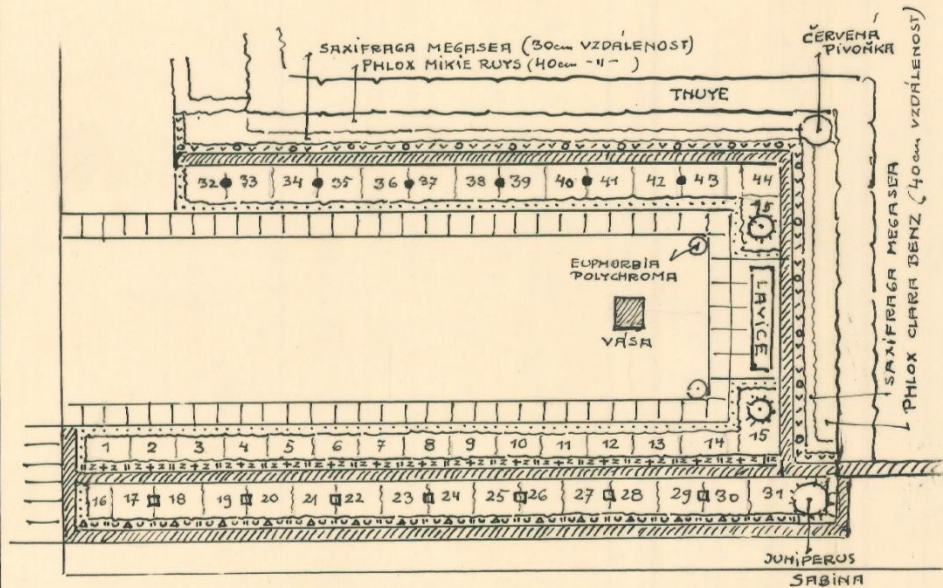 SAXIFRAGA MEGASEA (30cm VZDÁLENOST)
PHLOX MIKIE RUYS (40cm -"- )
ČERVENÁ
PIVOŇKA
THUYE
32 33 34 35 36 37 38 39 40 41 42 43 44
15
EUPHORBIA
POLYCHROMA
LAVICE
VÁSA
SAXIFRAGA MEGASEA
PHLOX CLARA BENZ (40cm VZDÁLENOST)
1 2 3 4 5 6 7 8 9 10 11 12 13 14 15
16 17 18 19 20 21 22 23 24 25 26 27 28 29 30 31
JUNIPERUS
SABINA